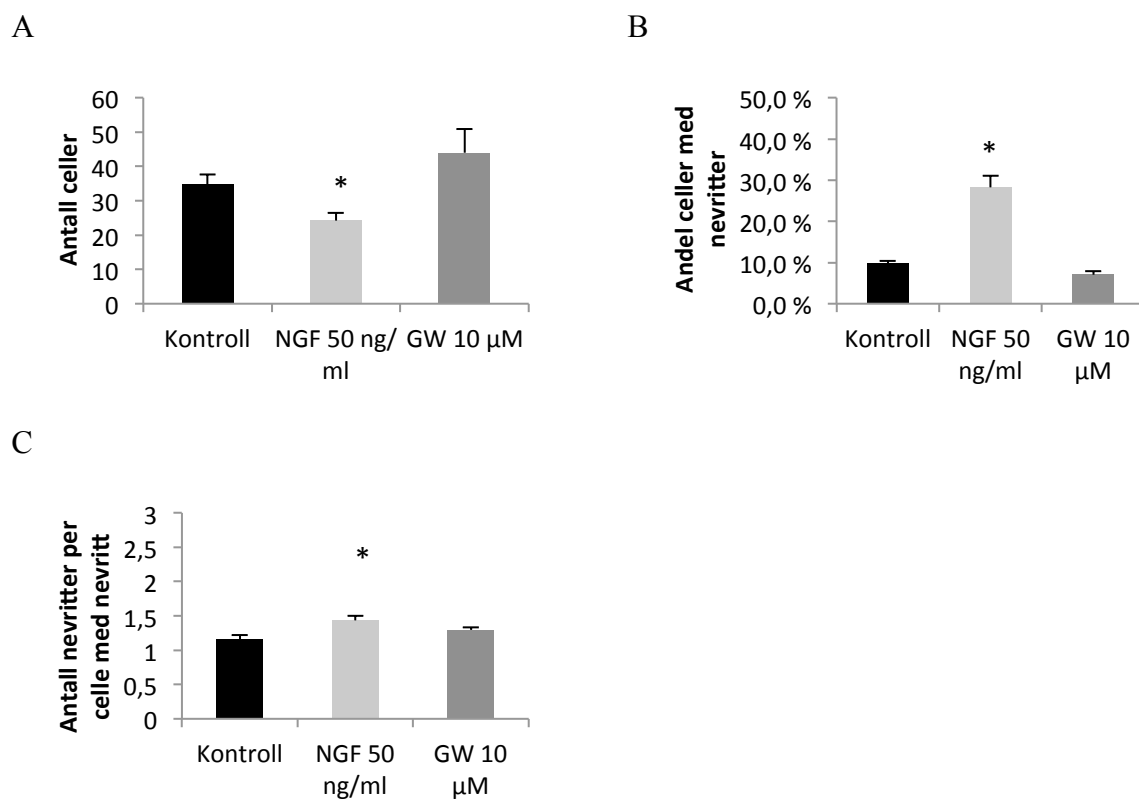 A
Antall celler
60
50
40
30
20
10
0
*
Kontroll
NGF 50 ng/
ml
GW 10 µM
B
Andel celler med
nevritter
50,0 %
40,0 %
30,0 %
20,0 %
10,0 %
0,0 %
*
Kontroll
NGF 50
ng/ml
GW 10
µM
C
Antall nevritter per
celle med nevritt
3
2,5
2
1,5
1
0,5
0
*
Kontroll
NGF 50
ng/ml
GW 10
µM